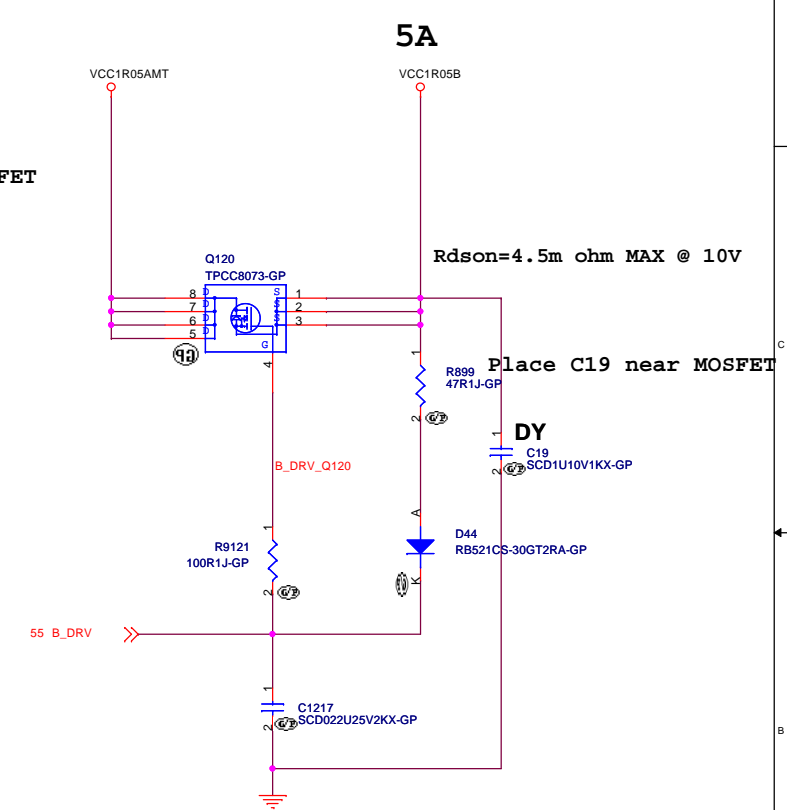 5A
VCC1R05AMT
VCC1R05B
FET
Q120
TPCC8073-GP
Rdson=4.5m ohm MAX @ 10V
8 D S 1
7 D S 2
6 D S 3
5 D
G
4
C
1
R899
47R1J-GP
2 G/P
Place C19 near MOSFET
DY
1
C19
SCD1U10V1KX-GP
2 G/P
B_DRV_Q120
A
D44
RB521CS-30GT2RA-GP
K
1
R9121
100R1J-GP
2 G/P
55 B_DRV
1
C1217
SCD022U25V2KX-GP
2 G/P
B